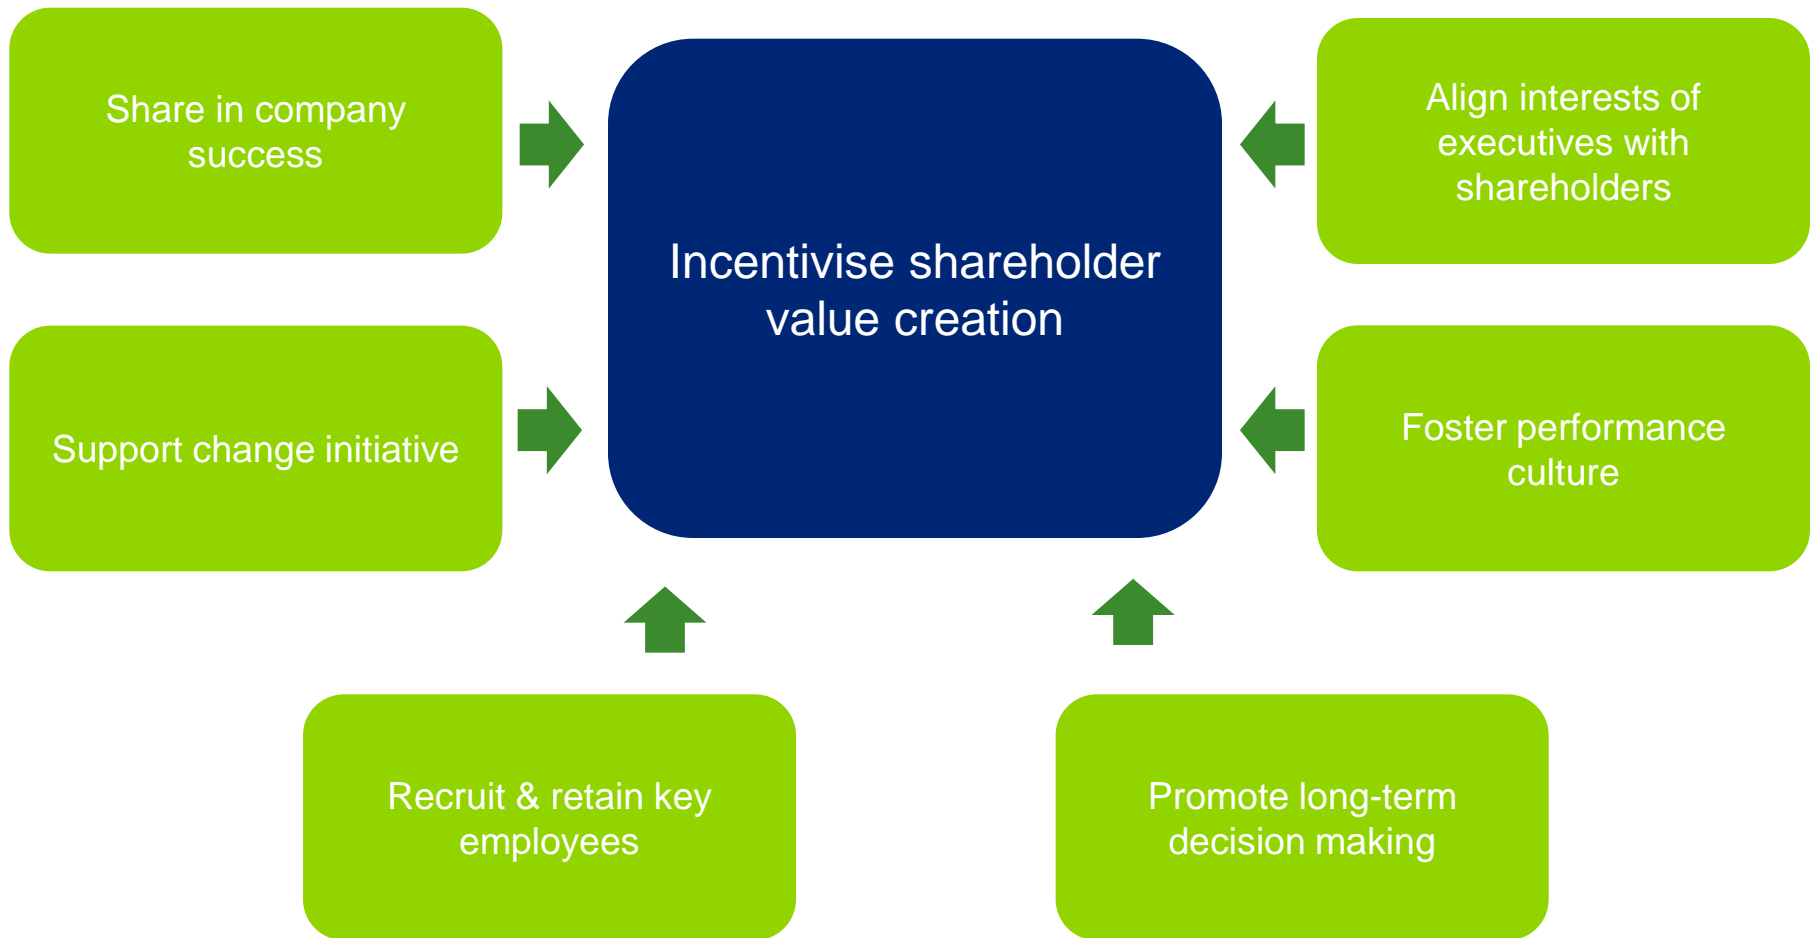 Share in company
success
Support change initiative
Incentivise shareholder
value creation
Align interests of
executives with
shareholders
Foster performance
culture
Recruit & retain key
employees
Promote long-term
decision making